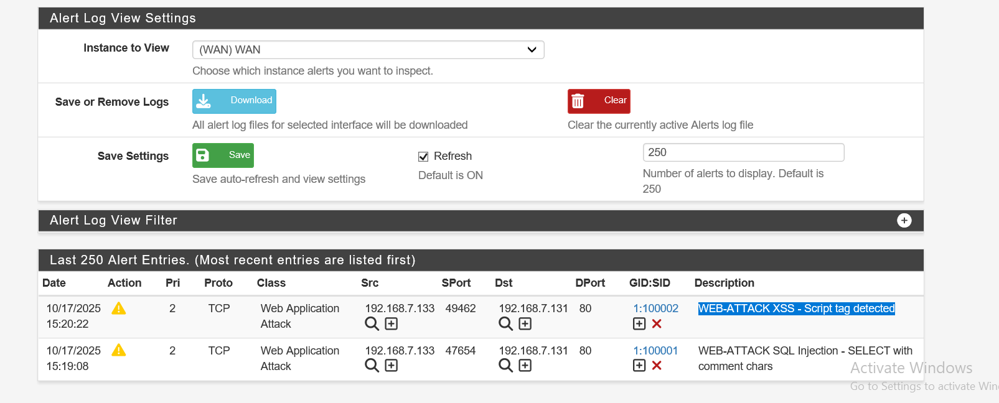 Alert Log View Settings
Instance to View
(WAN) WAN
Choose which instance alerts you want to inspect.
Save or Remove Logs
Download
Clear
All alert log files for selected interface will be downloaded
Clear the currently active Alerts log file
Save Settings
Save
Refresh
250
Save auto-refresh and view settings
Default is ON
Number of alerts to display. Default is
250
Alert Log View Filter
Last 250 Alert Entries. (Most recent entries are listed first)
Date Action Pri Proto Class Src SPort Dst DPort GID:SID Description
10/17/2025 2 TCP Web Application 192.168.7.133 49462 192.168.7.131 80 1:100002 WEB-ATTACK XSS - Script tag detected
15:20:22 Attack
10/17/2025 2 TCP Web Application 192.168.7.133 47654 192.168.7.131 80 1:100001 WEB-ATTACK SQL Injection - SELECT with
15:19:08 Attack comment chars
Activate Windows
Go to Settings to activate Win